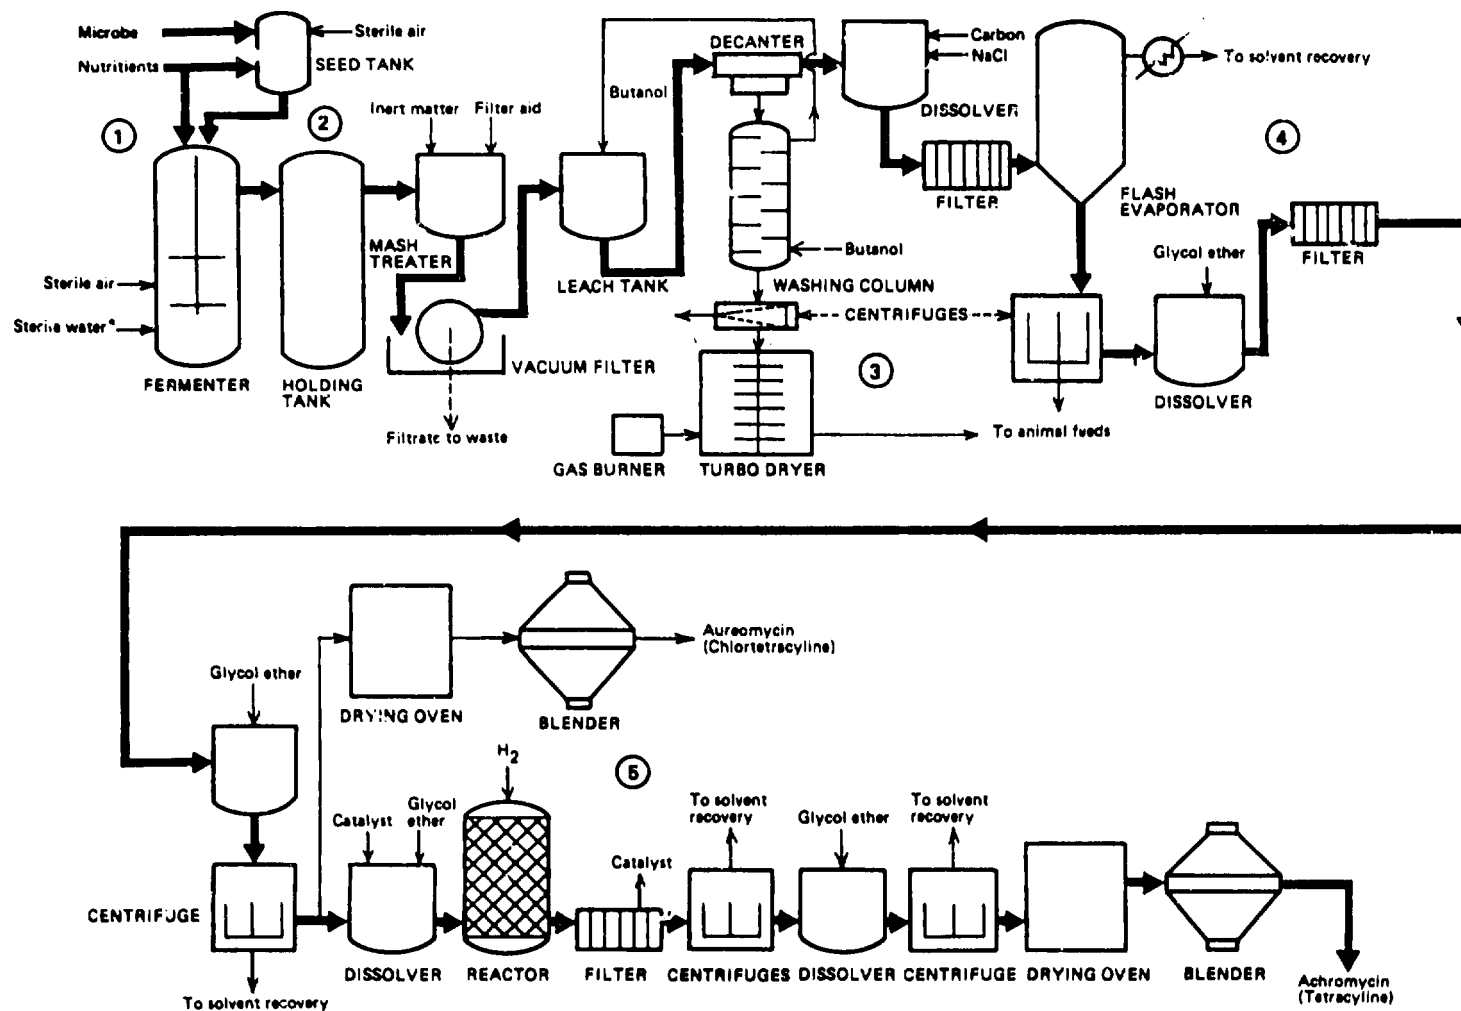 Microbe
Nutritients
Sterile air
SEED TANK
1
2
Inert matter
Filter aid
Butanol
DECANTER
Carbon
NaCl
DISSOLVER
To solvent recovery
4
FILTER
FLASH
EVAPORATOR
Glycol ether
FILTER
MASH
TREATER
LEACH TANK
Butanol
WASHING COLUMN
CENTRIFUGES
Sterile air
Sterile water*
FERMENTER
HOLDING
TANK
VACUUM FILTER
3
DISSOLVER
Filtrate to waste
GAS BURNER
TURBO DRYER
To animal feeds
Aureomycin
(Chlortetracyline)
Glycol ether
DRYING OVEN
BLENDER
H2
5
Catalyst
Glycol
ether
To solvent
recovery
Glycol ether
To solvent
recovery
Catalyst
CENTRIFUGE
DISSOLVER
REACTOR
FILTER
CENTRIFUGES
DISSOLVER
CENTRIFUGE
DRYING OVEN
BLENDER
To solvent recovery
Achromycin
(Tetracyline)